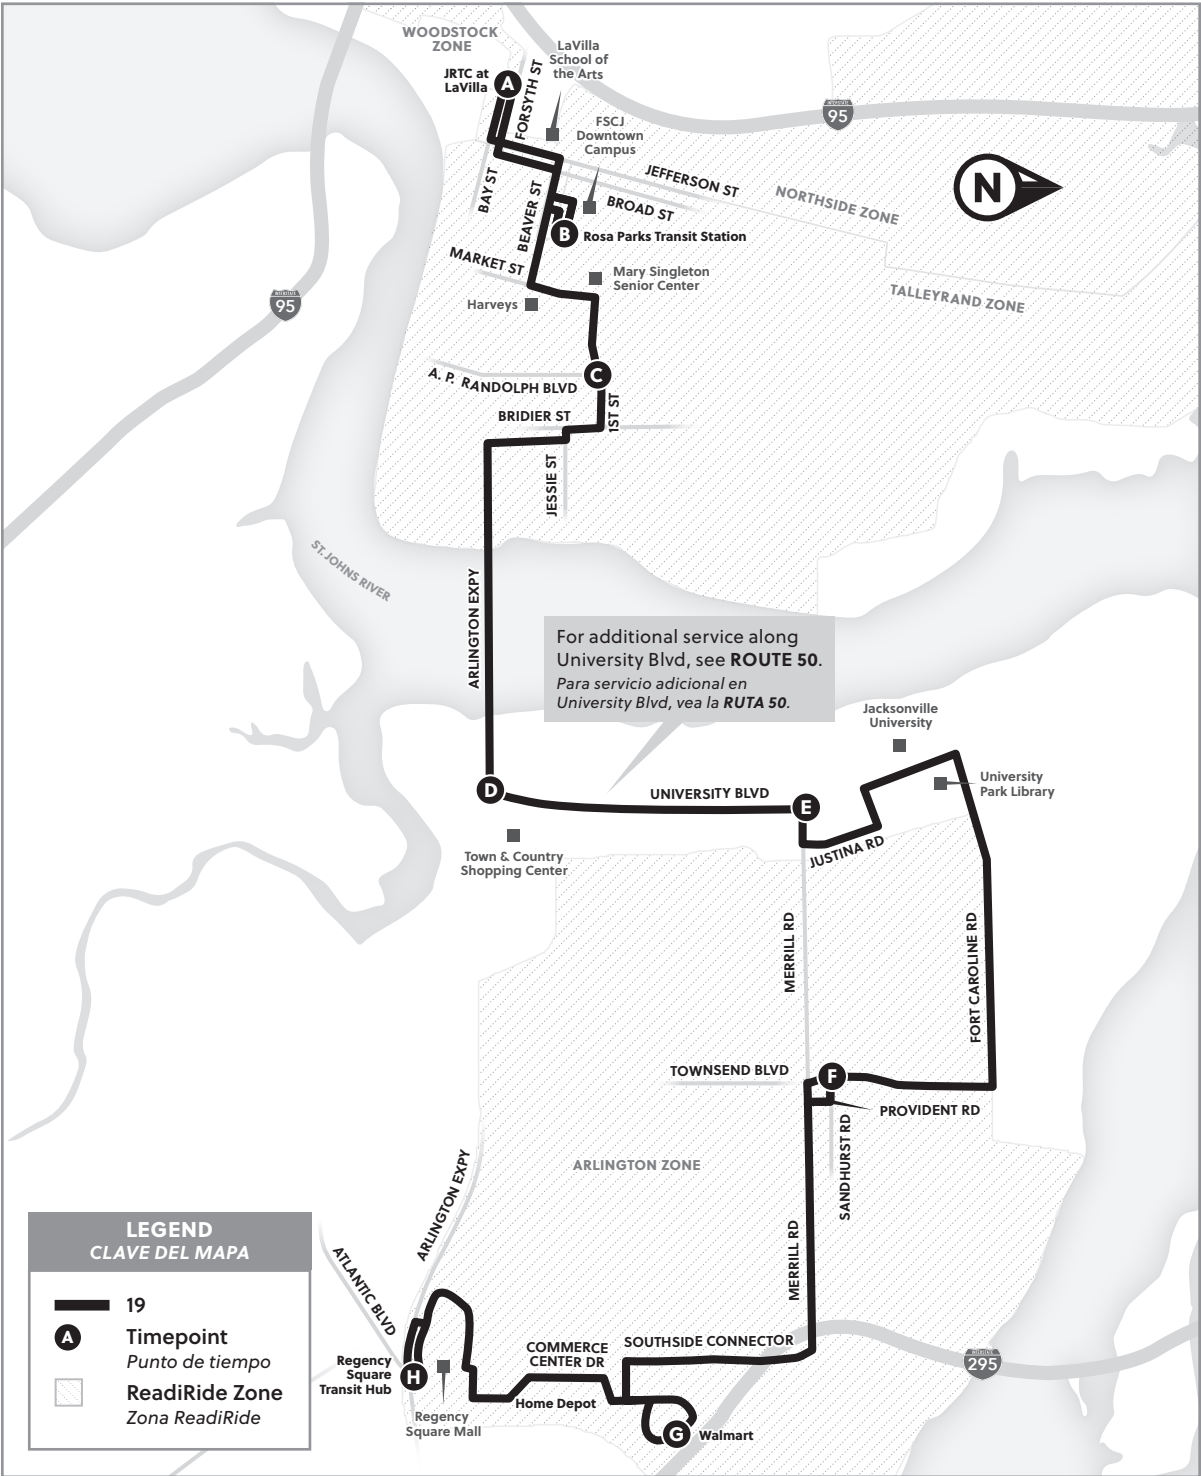 WOODSTOCK
ZONE
LaVilla
School of
the Arts
JRTC at
LaVilla
A
FORSYTH ST
FSCJ
Downtown
Campus
INTERSTATE
95
N
JEFFERSON ST
NORTHSIDE ZONE
BAY ST
BEAVER ST
BROAD ST
B
Rosa Parks Transit Station
MARKET ST
Mary Singleton
Senior Center
TALLEYRAND ZONE
Harveys
INTERSTATE
95
A. P. RANDOLPH BLVD
C
1ST ST
BRIDIER ST
JESSIE ST
ST. JOHNS RIVER
ARLINGTON EXPY
For additional service along
University Blvd, see ROUTE 50.
Para servicio adicional en
University Blvd, vea la RUTA 50.
Jacksonville
University
University
Park Library
D
UNIVERSITY BLVD
E
Town & Country
Shopping Center
JUSTINA RD
MERRILL RD
FORT CAROLINE RD
TOWNSEND BLVD
F
PROVIDENT RD
SANDHURST RD
ARLINGTON ZONE
ARLINGTON EXPY
MERRILL RD
ATLANTIC BLVD
SOUTHSIDE CONNECTOR
COMMERCE
CENTER DR
INTERSTATE
295
Regency
Square
Transit Hub
H
Home Depot
Regency
Square Mall
G
Walmart
LEGEND
CLAVE DEL MAPA
19
A
Timepoint
Punto de tiempo
ReadiRide Zone
Zona ReadiRide